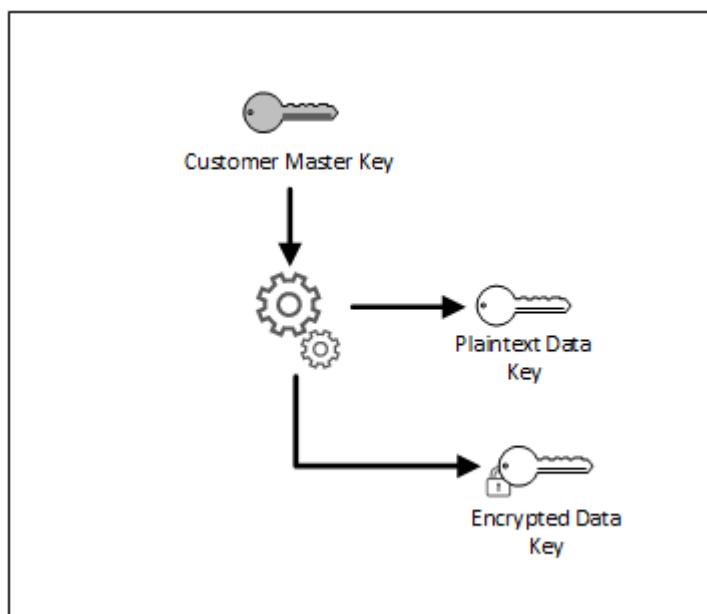 Customer Master Key
Plaintext Data
Key
Encrypted Data
Key